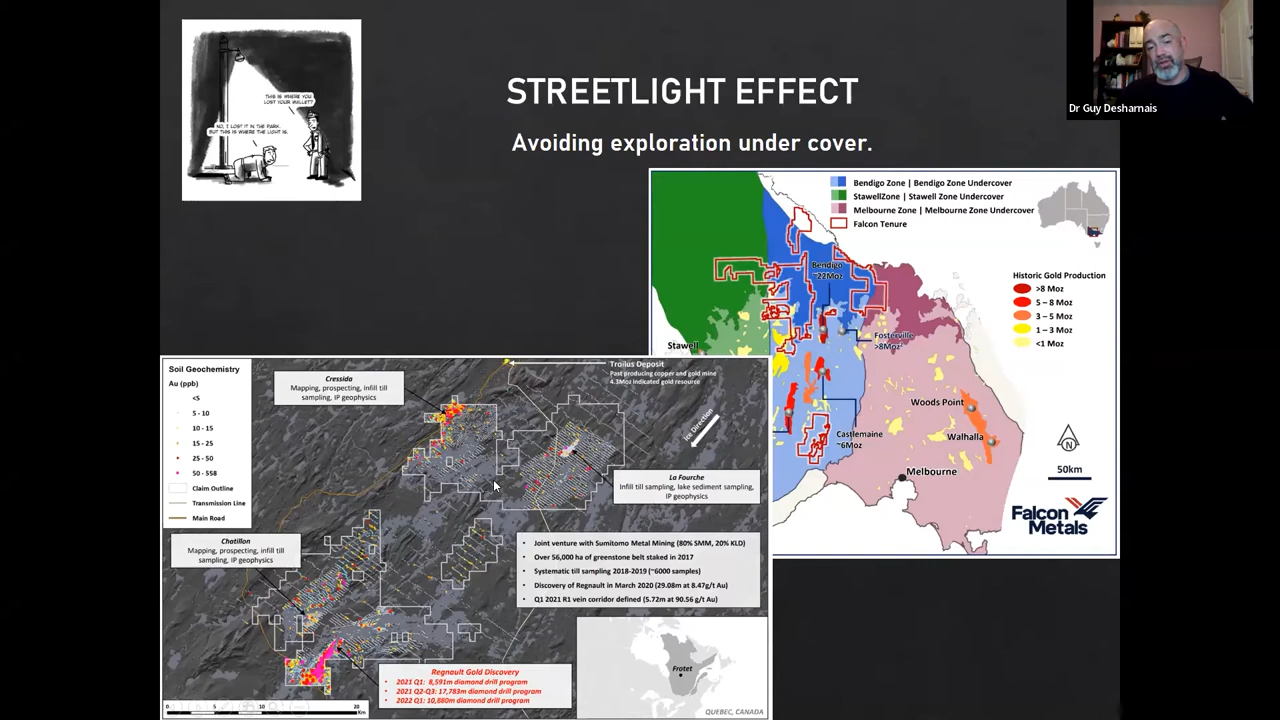 THIS IS WHERE YOU
LOST YOUR WALLET?
NO, I LOST IT IN THE PARK.
BUT THIS IS WHERE THE LIGHT IS.
STREETLIGHT EFFECT
Avoiding exploration under cover.
Dr Guy Desharnais
Bendigo Zone | Bendigo Zone Undercover
StawellZone | Stawell Zone Undercover
Melbourne Zone | Melbourne Zone Undercover
Falcon Tenure
Historic Gold Production
>8 Moz
5 – 8 Moz
3 – 5 Moz
1 – 3 Moz
<1 Moz
Bendigo
~22Moz
Fosterville
>8Moz
Stawell
Woods Point
Walhalla
Castlemaine
~6Moz
Melbourne
N
50km
Falcon
Metals
Soil Geochemistry
Au (ppb)
<5
5 - 10
10 - 15
15 - 25
25 - 50
50 - 558
Claim Outline
Transmission Line
Main Road
Cressida
Mapping, prospecting, infill till
sampling, IP geophysics
Troilus Deposit
Past producing copper and gold mine
4.3Moz indicated gold resource
Ice Direction
La Fourche
Infill till sampling, lake sediment sampling,
IP geophysics
Chatillon
Mapping, prospecting, infill till
sampling, IP geophysics
• Joint venture with Sumitomo Metal Mining (80% SMM, 20% KLD)
• Over 56,000 ha of greenstone belt staked in 2017
• Systematic till sampling 2018-2019 (~6000 samples)
• Discovery of Regnault in March 2020 (29.08m at 8.47g/t Au)
• Q1 2021 R1 vein corridor defined (5.72m at 90.56 g/t Au)
Regnault Gold Discovery
• 2021 Q1: 8,591m diamond drill program
• 2021 Q2-Q3: 17,783m diamond drill program
• 2022 Q1: 10,880m diamond drill program
Frotet
QUEBEC, CANADA
0 5 10 20
Km